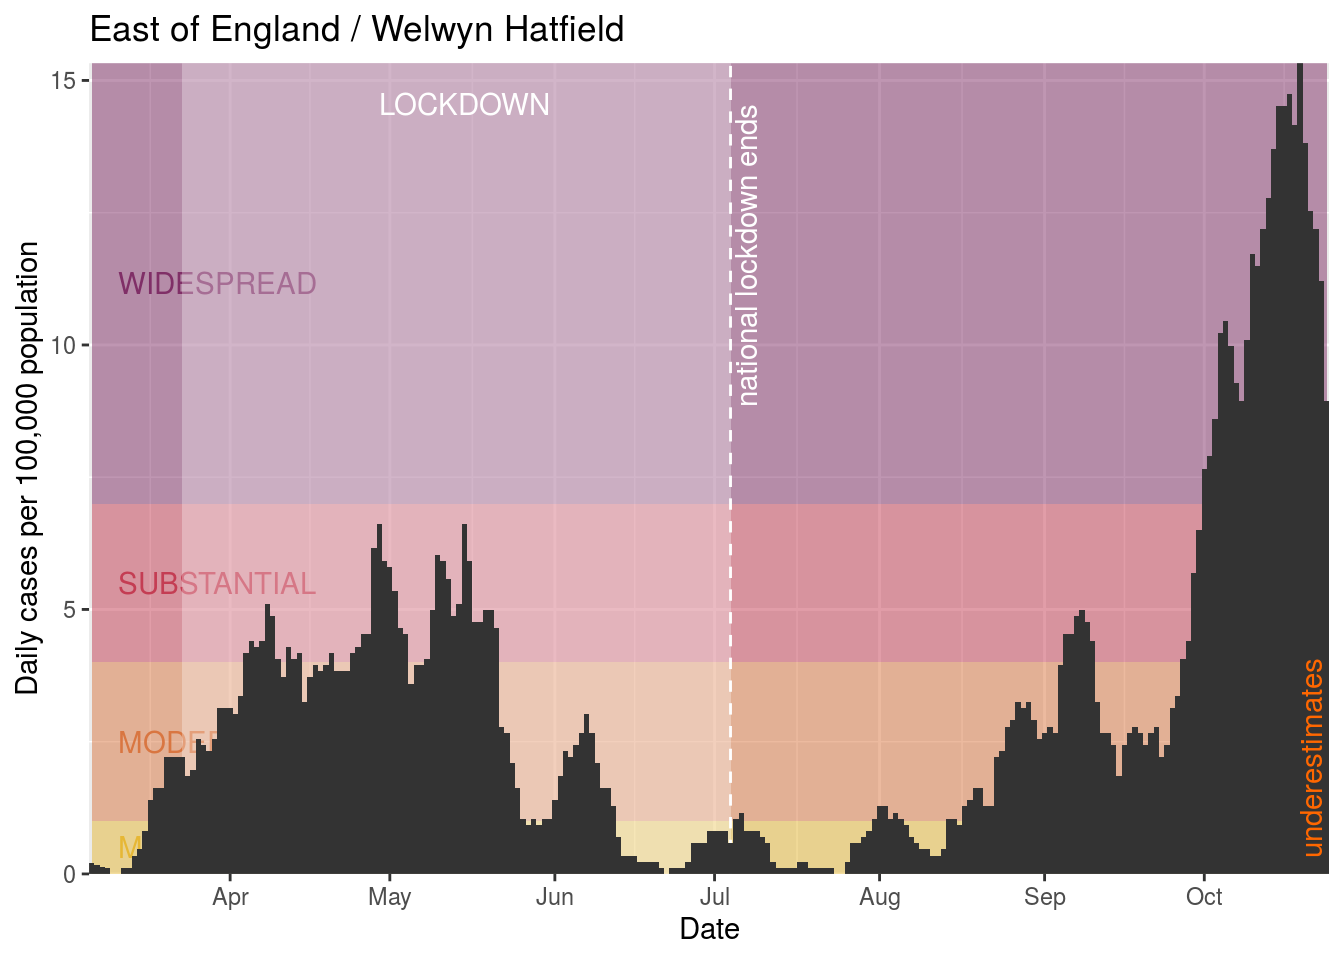 East of England / Welwyn Hatfield
Daily cases per 100,000 population
15
10
5
0
LOCKDOWN
national lockdown ends
WIDESPREAD
SUBSTANTIAL
MODE
M
underestimates
Apr
May
Jun
Jul
Aug
Sep
Oct
Date